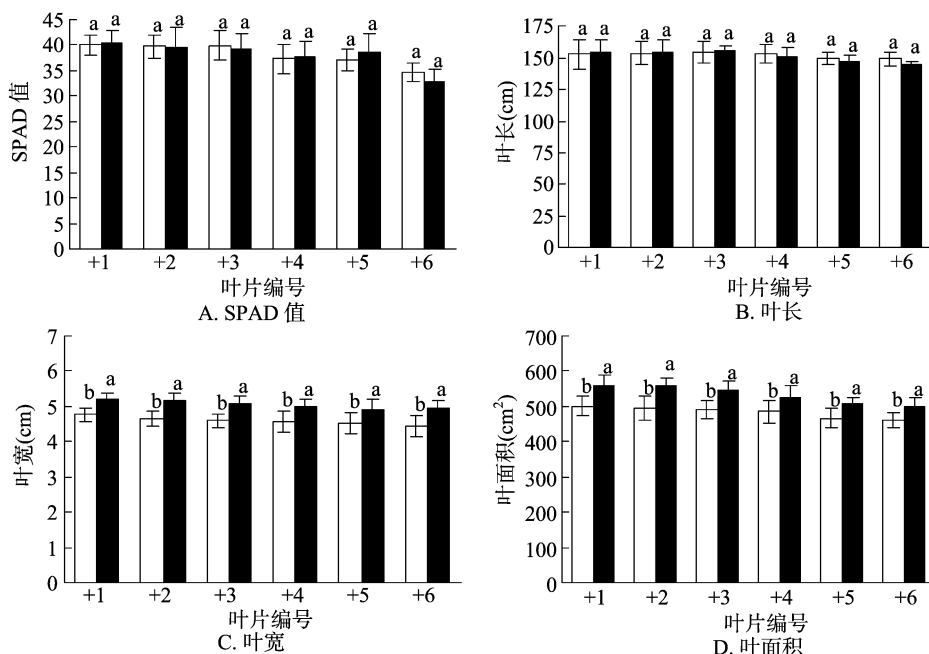 45
40
35
30
25
20
15
10
5
0
SPAD 值
a a a a a a a a a a a a
+1 +2 +3 +4 +5 +6
叶片编号
A. SPAD 值
175
150
125
100
75
50
25
0
叶长(cm)
a a a a a a a a a a a a
+1 +2 +3 +4 +5 +6
叶片编号
B. 叶长
7
6
5
4
3
2
1
0
叶宽(cm)
b a b a b a b a b a b a
+1 +2 +3 +4 +5 +6
叶片编号
C. 叶宽
700
600
500
400
300
200
100
0
叶面积(cm²)
b a b a b a b a b a b a
+1 +2 +3 +4 +5 +6
叶片编号
D. 叶面积